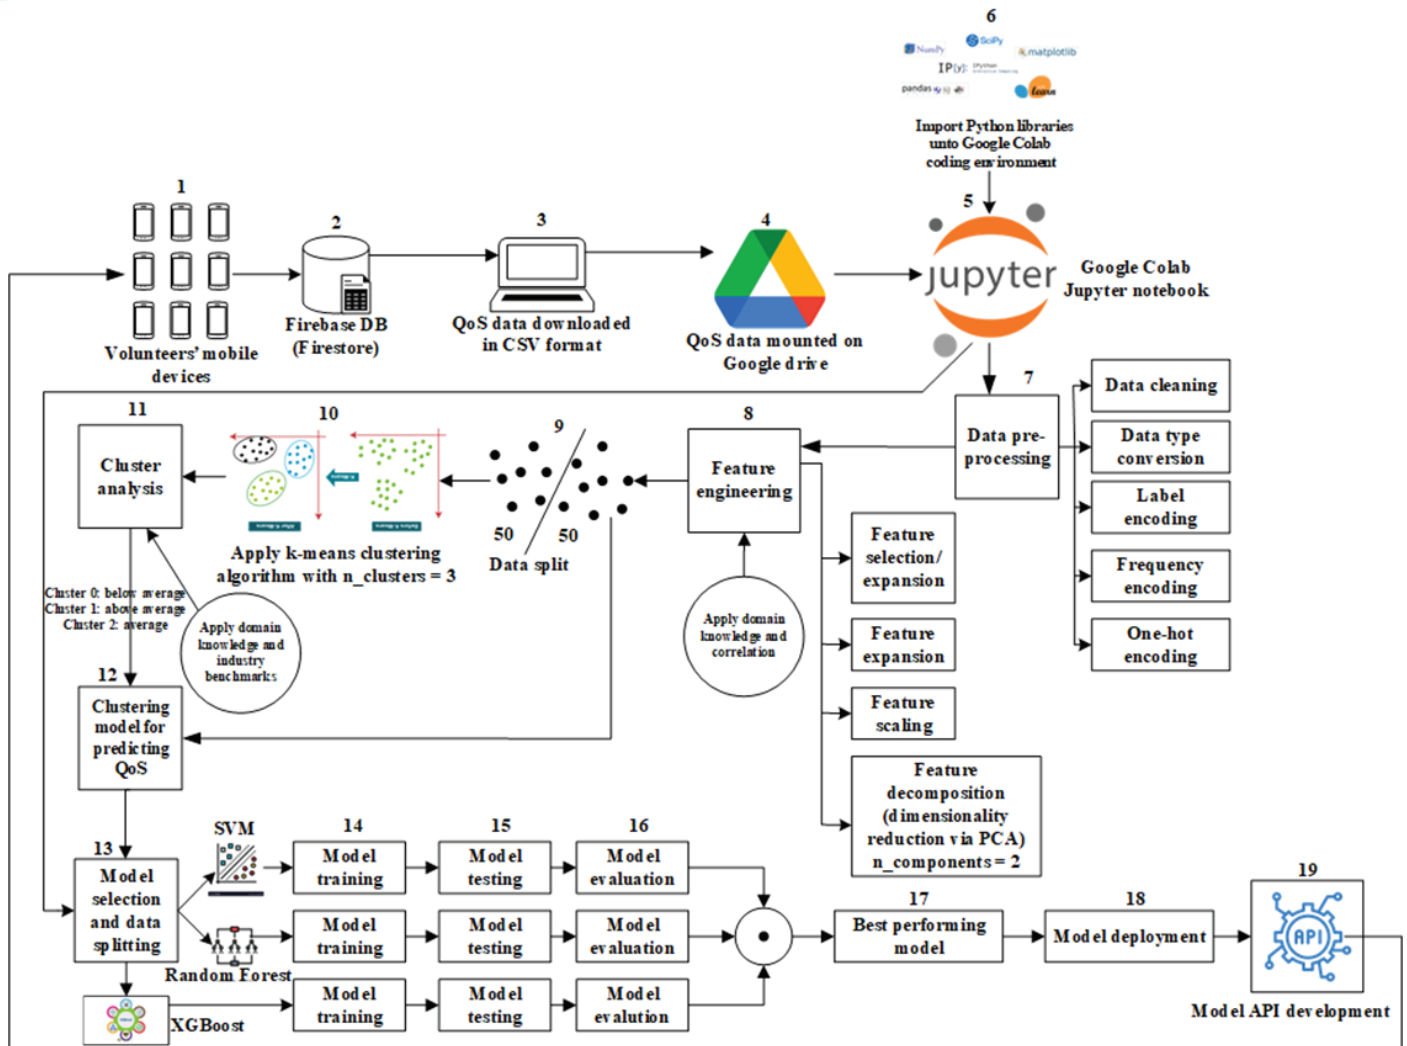 6
NumPy
SciPy
matplotlib
IP[y]:
IPython
pandas
learn
Import Python libraries
unto Google Colab
coding environment
1
2
3
4
5
jupyter
Google Colab
Jupyter notebook
Volunteers' mobile
devices
Firebase DB
(Firestore)
QoS data downloaded
in CSV format
QoS data mounted on
Google drive
7
Data pre-
processing
Data cleaning
Data type
conversion
Label
encoding
Frequency
encoding
One-hot
encoding
8
Feature
engineering
Apply domain
knowledge and
correlation
Feature
selection/
expansion
Feature
expansion
Feature
scaling
Feature
decomposition
(dimensionality
reduction via PCA)
n_components = 2
9
50
50
Data split
10
After K-Means
K-Means
Before K-Means
Apply k-means clustering
algorithm with n_clusters = 3
11
Cluster
analysis
Cluster 0: below average
Cluster 1: above average
Cluster 2: average
Apply domain
knowledge and
industry
benchmarks
12
Clustering
model for
predicting
QoS
13
Model
selection
and data
splitting
SVM
Random Forest
XGBoost
14
15
16
Model
training
Model
testing
Model
evaluation
Model
training
Model
testing
Model
evaluation
Model
training
Model
testing
Model
evalution
17
Best performing
model
18
Model deployment
19
API
Model API development